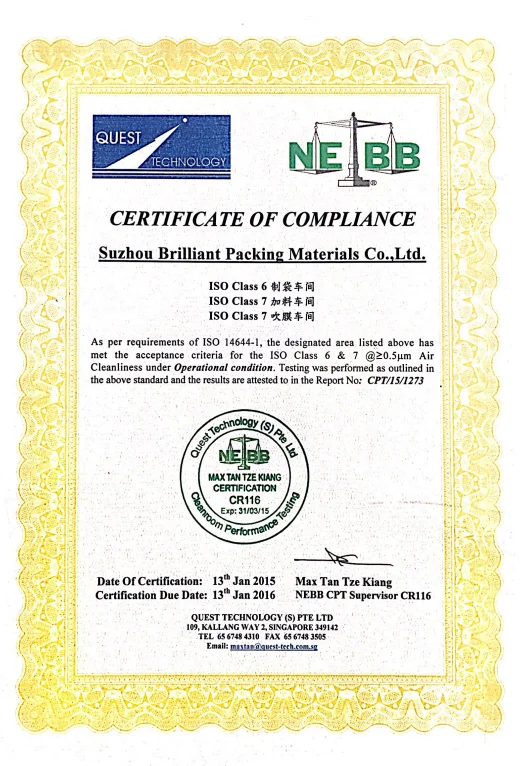 QUEST
TECHNOLOGY
NEBB
®
CERTIFICATE OF COMPLIANCE
Suzhou Brilliant Packing Materials Co.,Ltd.
ISO Class 6 制袋车间
ISO Class 7 加料车间
ISO Class 7 吹膜车间
As per requirements of ISO 14644-1, the designated area listed above has
met the acceptance criteria for the ISO Class 6 & 7 @≥0.5μm Air
Cleanliness under Operational condition. Testing was performed as outlined in
the above standard and the results are attested to in the Report No: CPT/15/1273
Quest Technology (S) Pte Ltd
NEBB
MAX TAN TZE KIANG
CERTIFICATION
CR116
Exp: 31/03/15
Cleanroom Performance Testing
Date Of Certification: 13th Jan 2015 Max Tan Tze Kiang
Certification Due Date: 13th Jan 2016 NEBB CPT Supervisor CR116
QUEST TECHNOLOGY (S) PTE LTD
109, KALLANG WAY 2, SINGAPORE 349142
TEL 65 6748 4310 FAX 65 6748 3505
Email: maxtan@quest-tech.com.sg